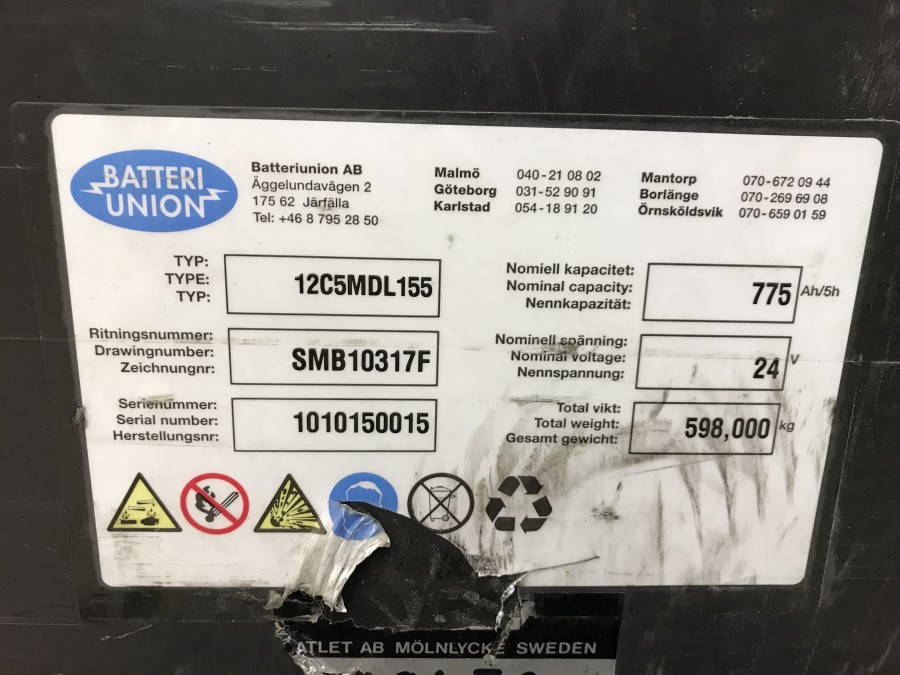 BATTERI
UNION
Batteriunion AB
Äggelundavägen 2
175 62 Järfälla
Tel: +46 8 795 28 50
Malmö 040-21 08 02
Göteborg 031-52 90 91
Karlstad 054-18 91 20
Mantorp 070-672 09 44
Borlänge 070-269 69 08
Örnsköldsvik 070-659 01 59
TYP:
TYPE:
TYP:
12C5MDL155
Nomiell kapacitet:
Nominal capacity:
Nennkapazität:
775 Ah/5h
Ritningsnummer:
Drawingnumber:
Zeichnungnr:
SMB10317F
Nominell spänning:
Nominal voltage:
Nennspannung:
24 V
Serienummer:
Serial number:
Herstellungsnr:
1010150015
Total vikt:
Total weight:
Gesamt gewicht:
598,000 kg
ATLET AB MÖLNLYCKE SWEDEN